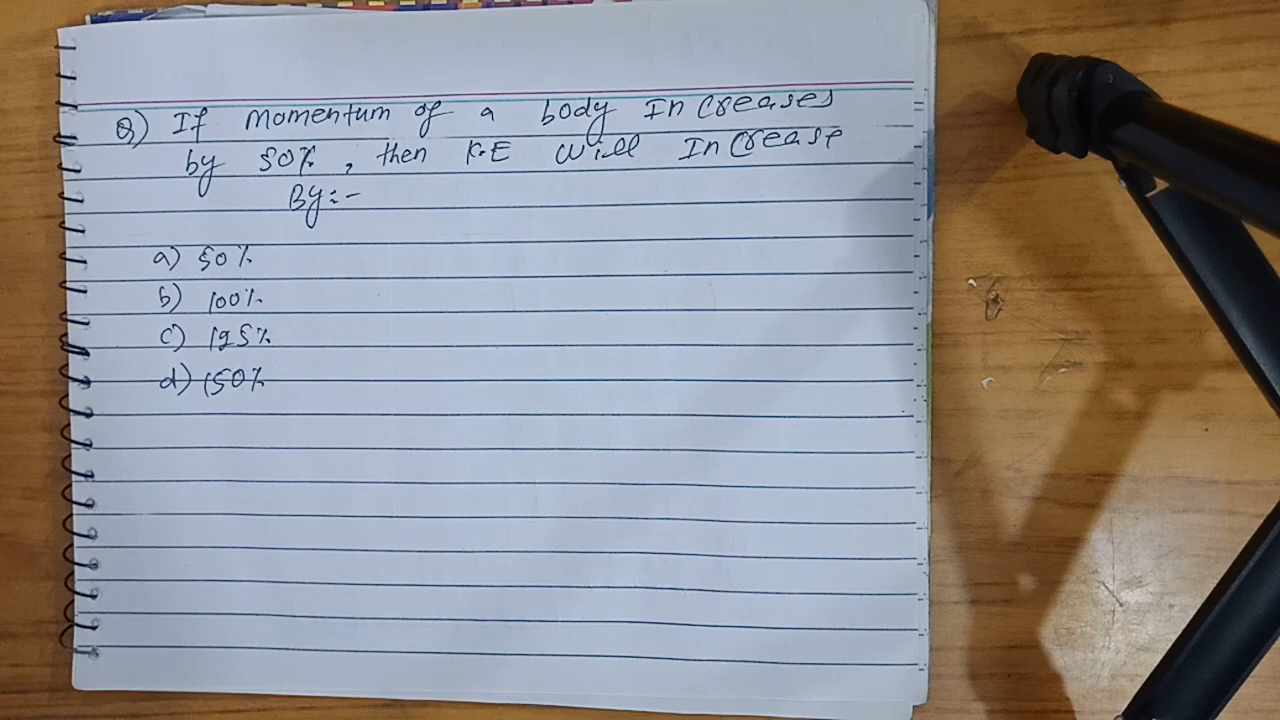 Q) If momentum of a body Increases
by 50%, then K.E will Increase
By:-
a) 50%
b) 100%
c) 125%
d) 150%